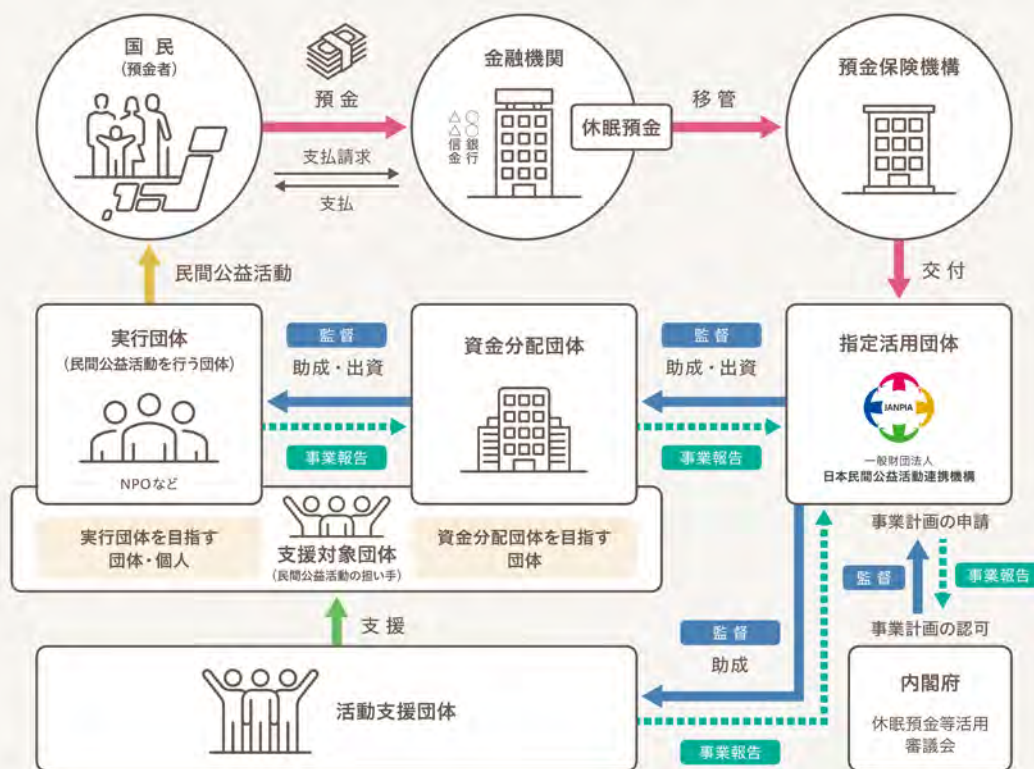 国民
(預金者)
預金
支払請求
支払
金融機関
○○銀行
△△信金
休眠預金
移管
預金保険機構
交付
民間公益活動
実行団体
(民間公益活動を行う団体)
NPOなど
監督
助成・出資
事業報告
資金分配団体
監督
助成・出資
事業報告
指定活用団体
JANPIA
一般財団法人
日本民間公益活動連携機構
実行団体を目指す
団体・個人
支援対象団体
(民間公益活動の担い手)
資金分配団体を目指す
団体
事業計画の申請
監督
事業報告
事業計画の認可
支援
監督
助成
活動支援団体
事業報告
内閣府
休眠預金等活用
審議会